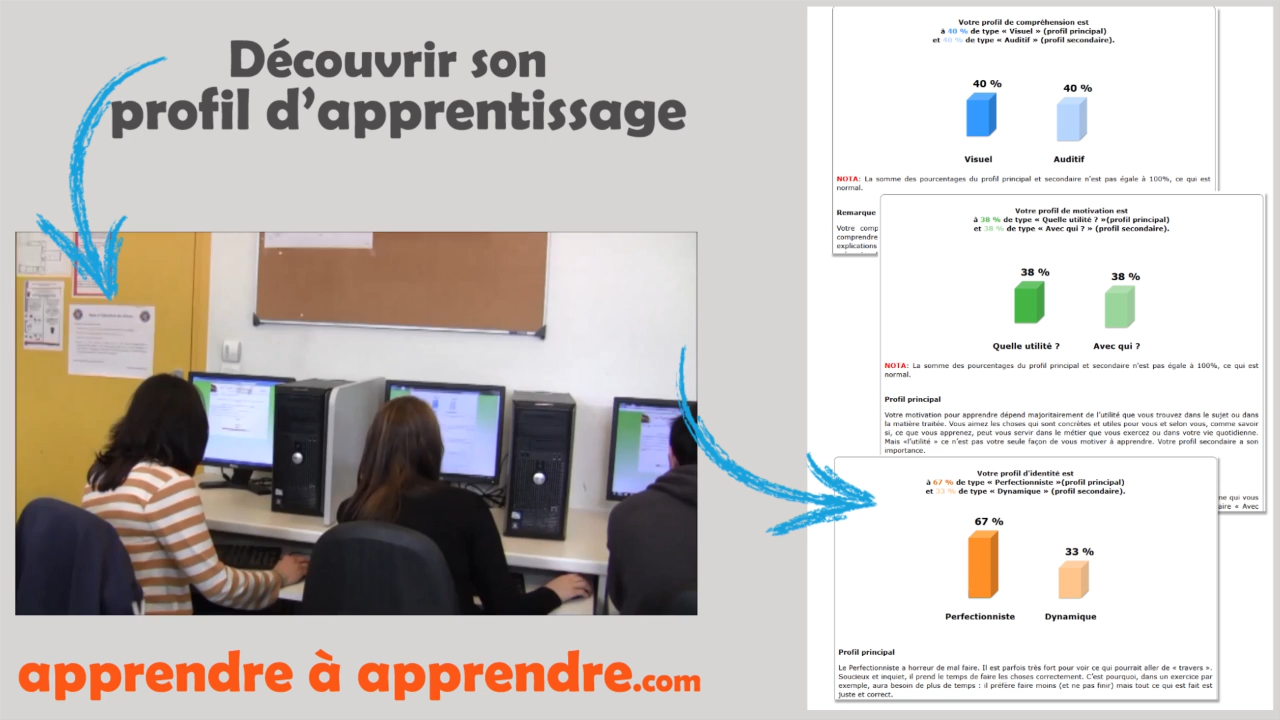 Découvrir son
profil d’apprentissage
apprendre à apprendre.com
Votre profil de compréhension est
à 40 % de type « Visuel » (profil principal)
et 40 % de type « Auditif » (profil secondaire).
40 %
40 %
Visuel
Auditif
NOTA: La somme des pourcentages du profil principal et secondaire n'est pas égale à 100%, ce qui est
normal.
Remarque
Votre comp
comprendre
explications
Votre profil de motivation est
à 38 % de type « Quelle utilité ? »(profil principal)
et 38 % de type « Avec qui ? » (profil secondaire).
38 %
38 %
Quelle utilité ?
Avec qui ?
NOTA: La somme des pourcentages du profil principal et secondaire n'est pas égale à 100%, ce qui est
normal.
Profil principal
Votre motivation pour apprendre dépend majoritairement de l'utilité que vous trouvez dans le sujet ou dans
la matière traitée. Vous aimez les choses qui sont concrètes et utiles pour vous et selon vous, comme savoir
si, ce que vous apprenez, peut vous servir dans le métier que vous exercez ou dans votre vie quotidienne.
Mais «l'utilité » ce n'est pas votre seule façon de vous motiver à apprendre. Votre profil secondaire a son
importance.
ne qui vous
aire « Avec
Votre profil d'identité est
à 67 % de type « Perfectionniste »(profil principal)
et 33 % de type « Dynamique » (profil secondaire).
67 %
33 %
Perfectionniste
Dynamique
Profil principal
Le Perfectionniste a horreur de mal faire. Il est parfois très fort pour voir ce qui pourrait aller de « travers ».
Soucieux et inquiet, il prend le temps de faire les choses correctement. C'est pourquoi, dans un exercice par
exemple, aura besoin de plus de temps : il préfère faire moins (et ne pas finir) mais tout ce qui est fait est
juste et correct.